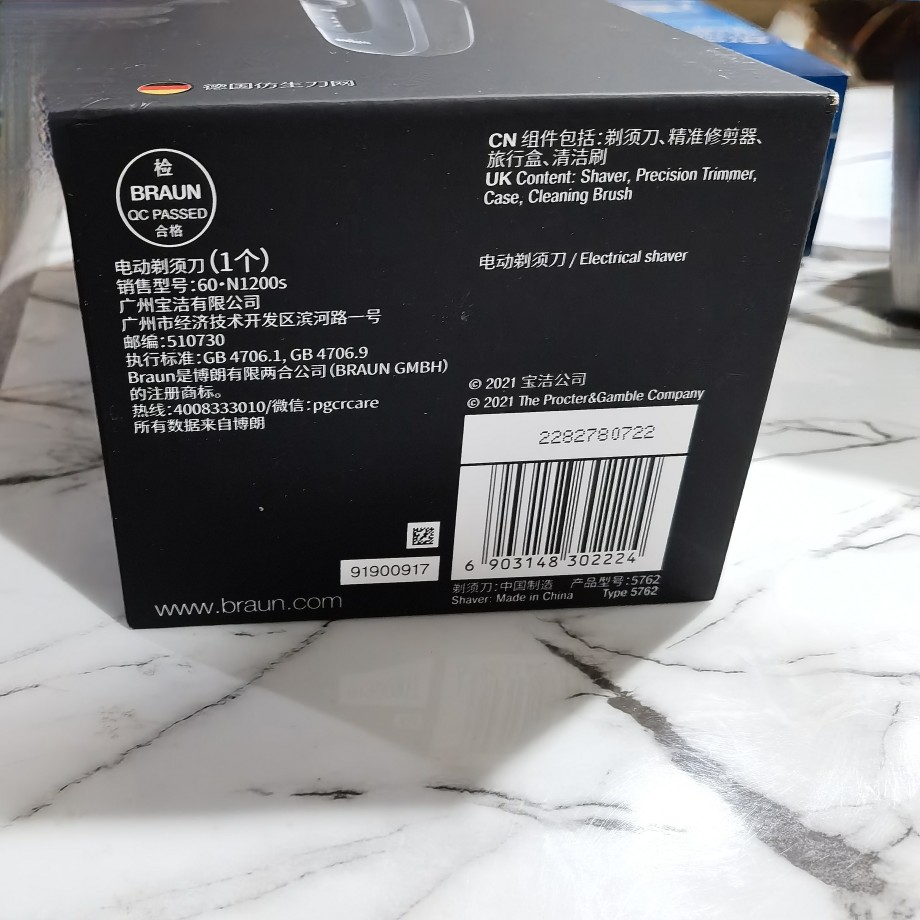 德国仿生刀网
检
BRAUN
QC PASSED
合格
电动剃须刀(1个)
销售型号:60·N1200s
广州宝洁有限公司
广州市经济技术开发区滨河路一号
邮编:510730
执行标准:GB 4706.1, GB 4706.9
Braun是博朗有限两合公司(BRAUN GMBH)
的注册商标。
热线:4008333010/微信:pgcrcare
所有数据来自博朗
91900917
www.braun.com
CN 组件包括:剃须刀、精准修剪器、
旅行盒、清洁刷
UK Content: Shaver, Precision Trimmer,
Case, Cleaning Brush
电动剃须刀 / Electrical shaver
© 2021 宝洁公司
© 2021 The Procter&Gamble Company
2282780722
6 903148 302224
剃须刀:中国制造 产品型号:5762
Shaver: Made in China Type 5762